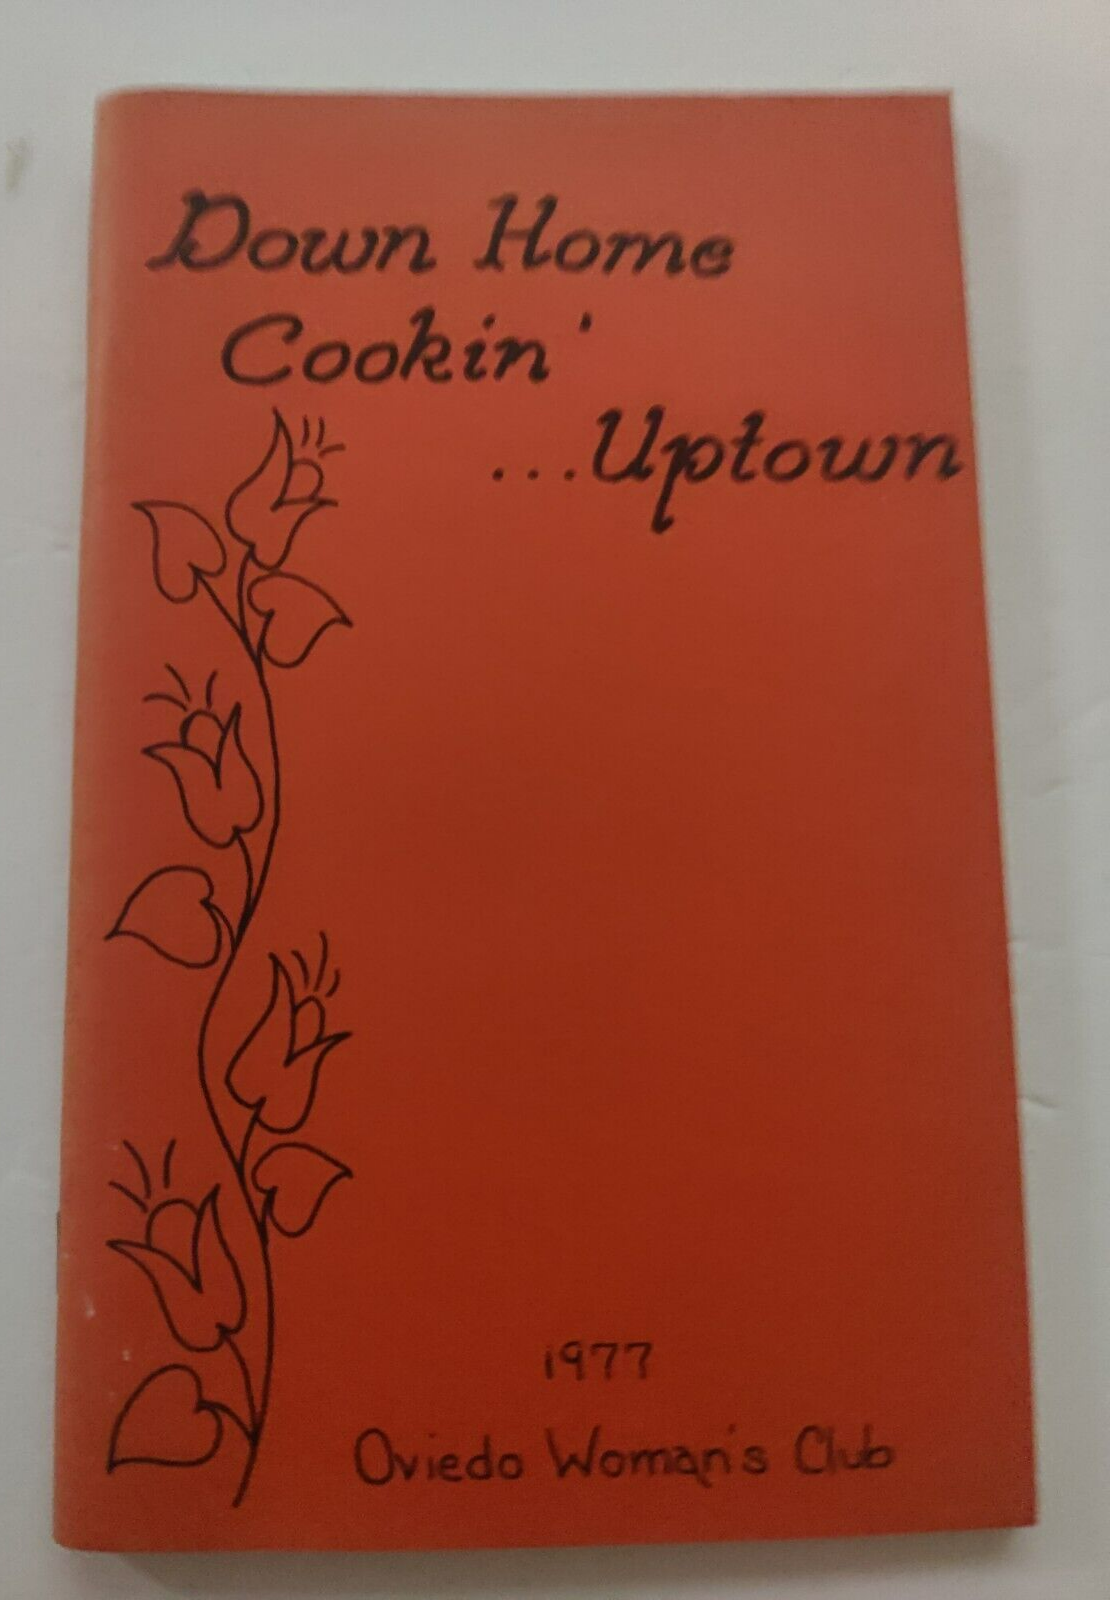 Down Home
Cookin'
...Uptown
1977
Oviedo Woman's Club